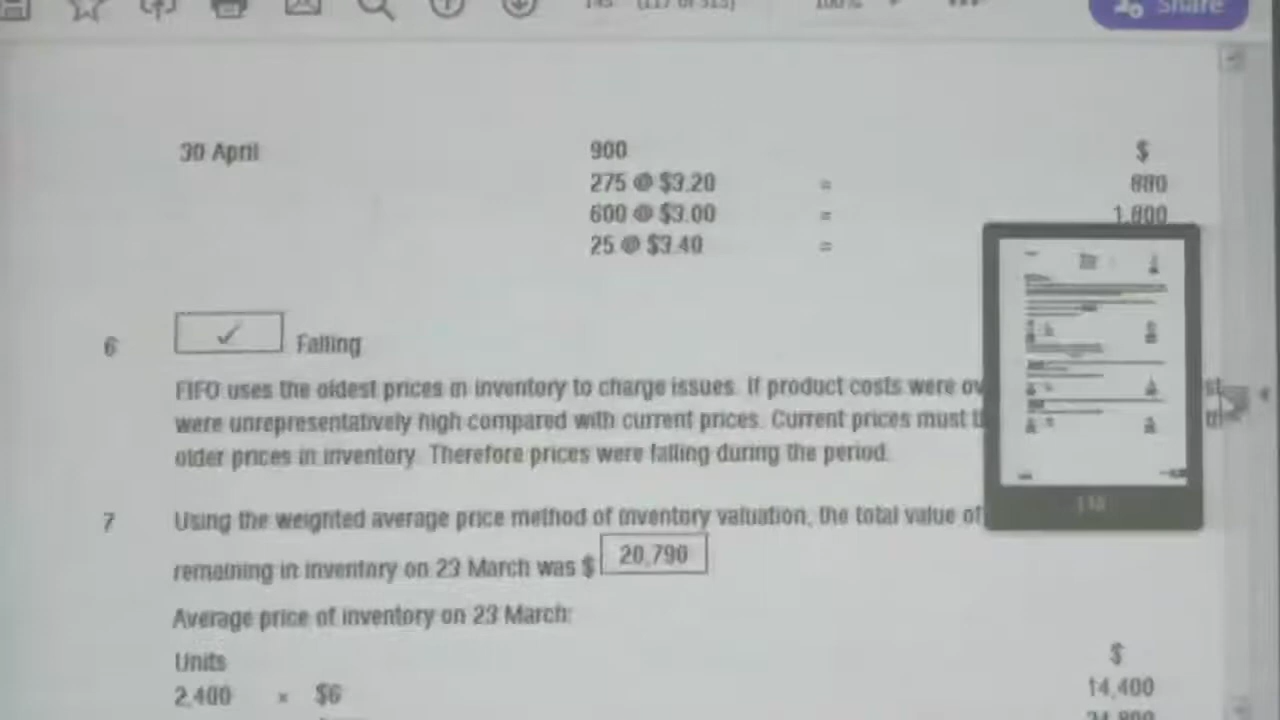 Share
30 April 900 $
275 @ $3.20 = 880
600 @ $3.00 = 1,800
25 @ $3.40 =
6 ✓ Falling
FIFO uses the oldest prices in inventory to charge issues. If product costs were ov st
were unrepresentatively high compared with current prices. Current prices must
older prices in inventory. Therefore prices were falling during the period.
7 Using the weighted average price method of inventory valuation, the total value of
remaining in inventory on 23 March was $ 20,790
Average price of inventory on 23 March:
Units $
2,400 × $6 14,400